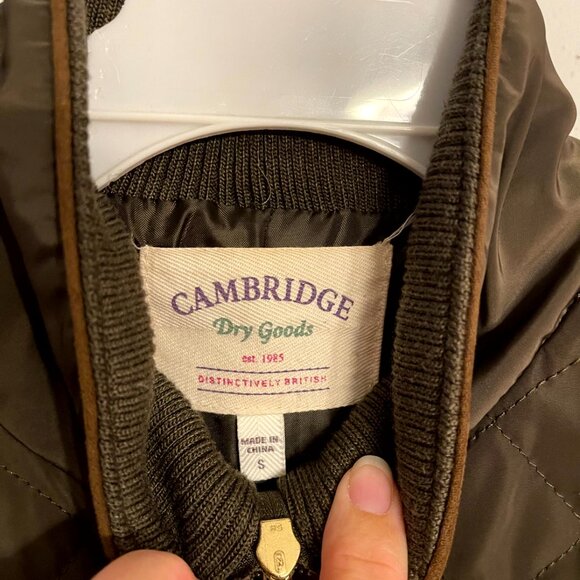 CAMBRIDGE
Dry Goods
est. 1985
DISTINCTIVELY BRITISH
MADE IN
CHINA
S